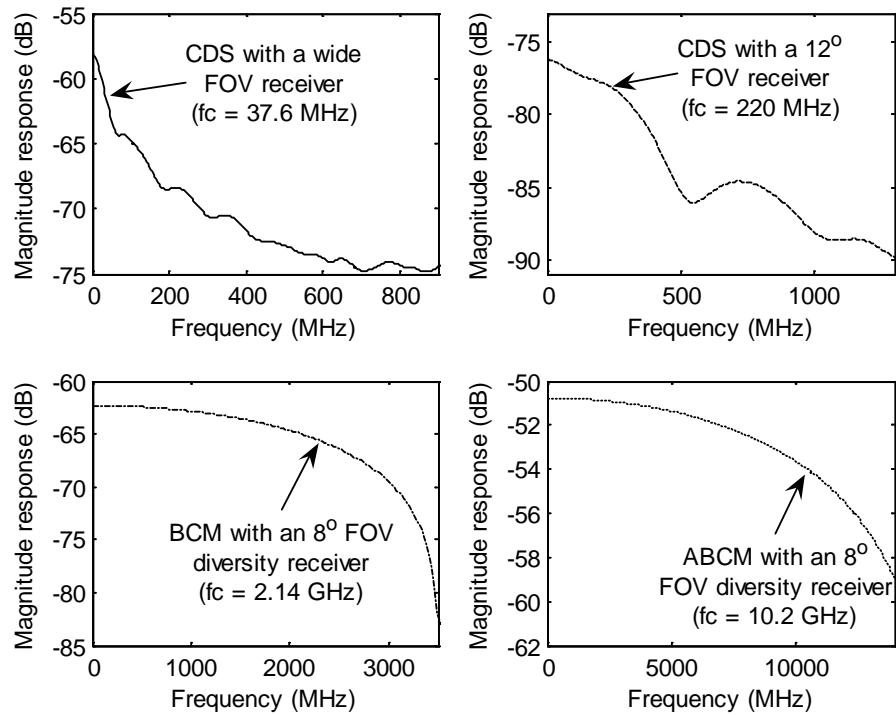 -55
-60
-65
-70
-75
Magnitude response (dB)
CDS with a wide
FOV receiver
(fc = 37.6 MHz)
0 200 400 600 800
Frequency (MHz)
-75
-80
-85
-90
Magnitude response (dB)
CDS with a 12o
FOV receiver
(fc = 220 MHz)
0 500 1000
Frequency (MHz)
-60
-65
-70
-75
-80
-85
Magnitude response (dB)
BCM with an 8o FOV
diversity receiver
(fc = 2.14 GHz)
0 1000 2000 3000
Frequency (MHz)
-50
-52
-54
-56
-58
-60
-62
Magnitude response (dB)
ABCM with an 8o
FOV diversity receiver
(fc = 10.2 GHz)
0 5000 10000
Frequency (MHz)